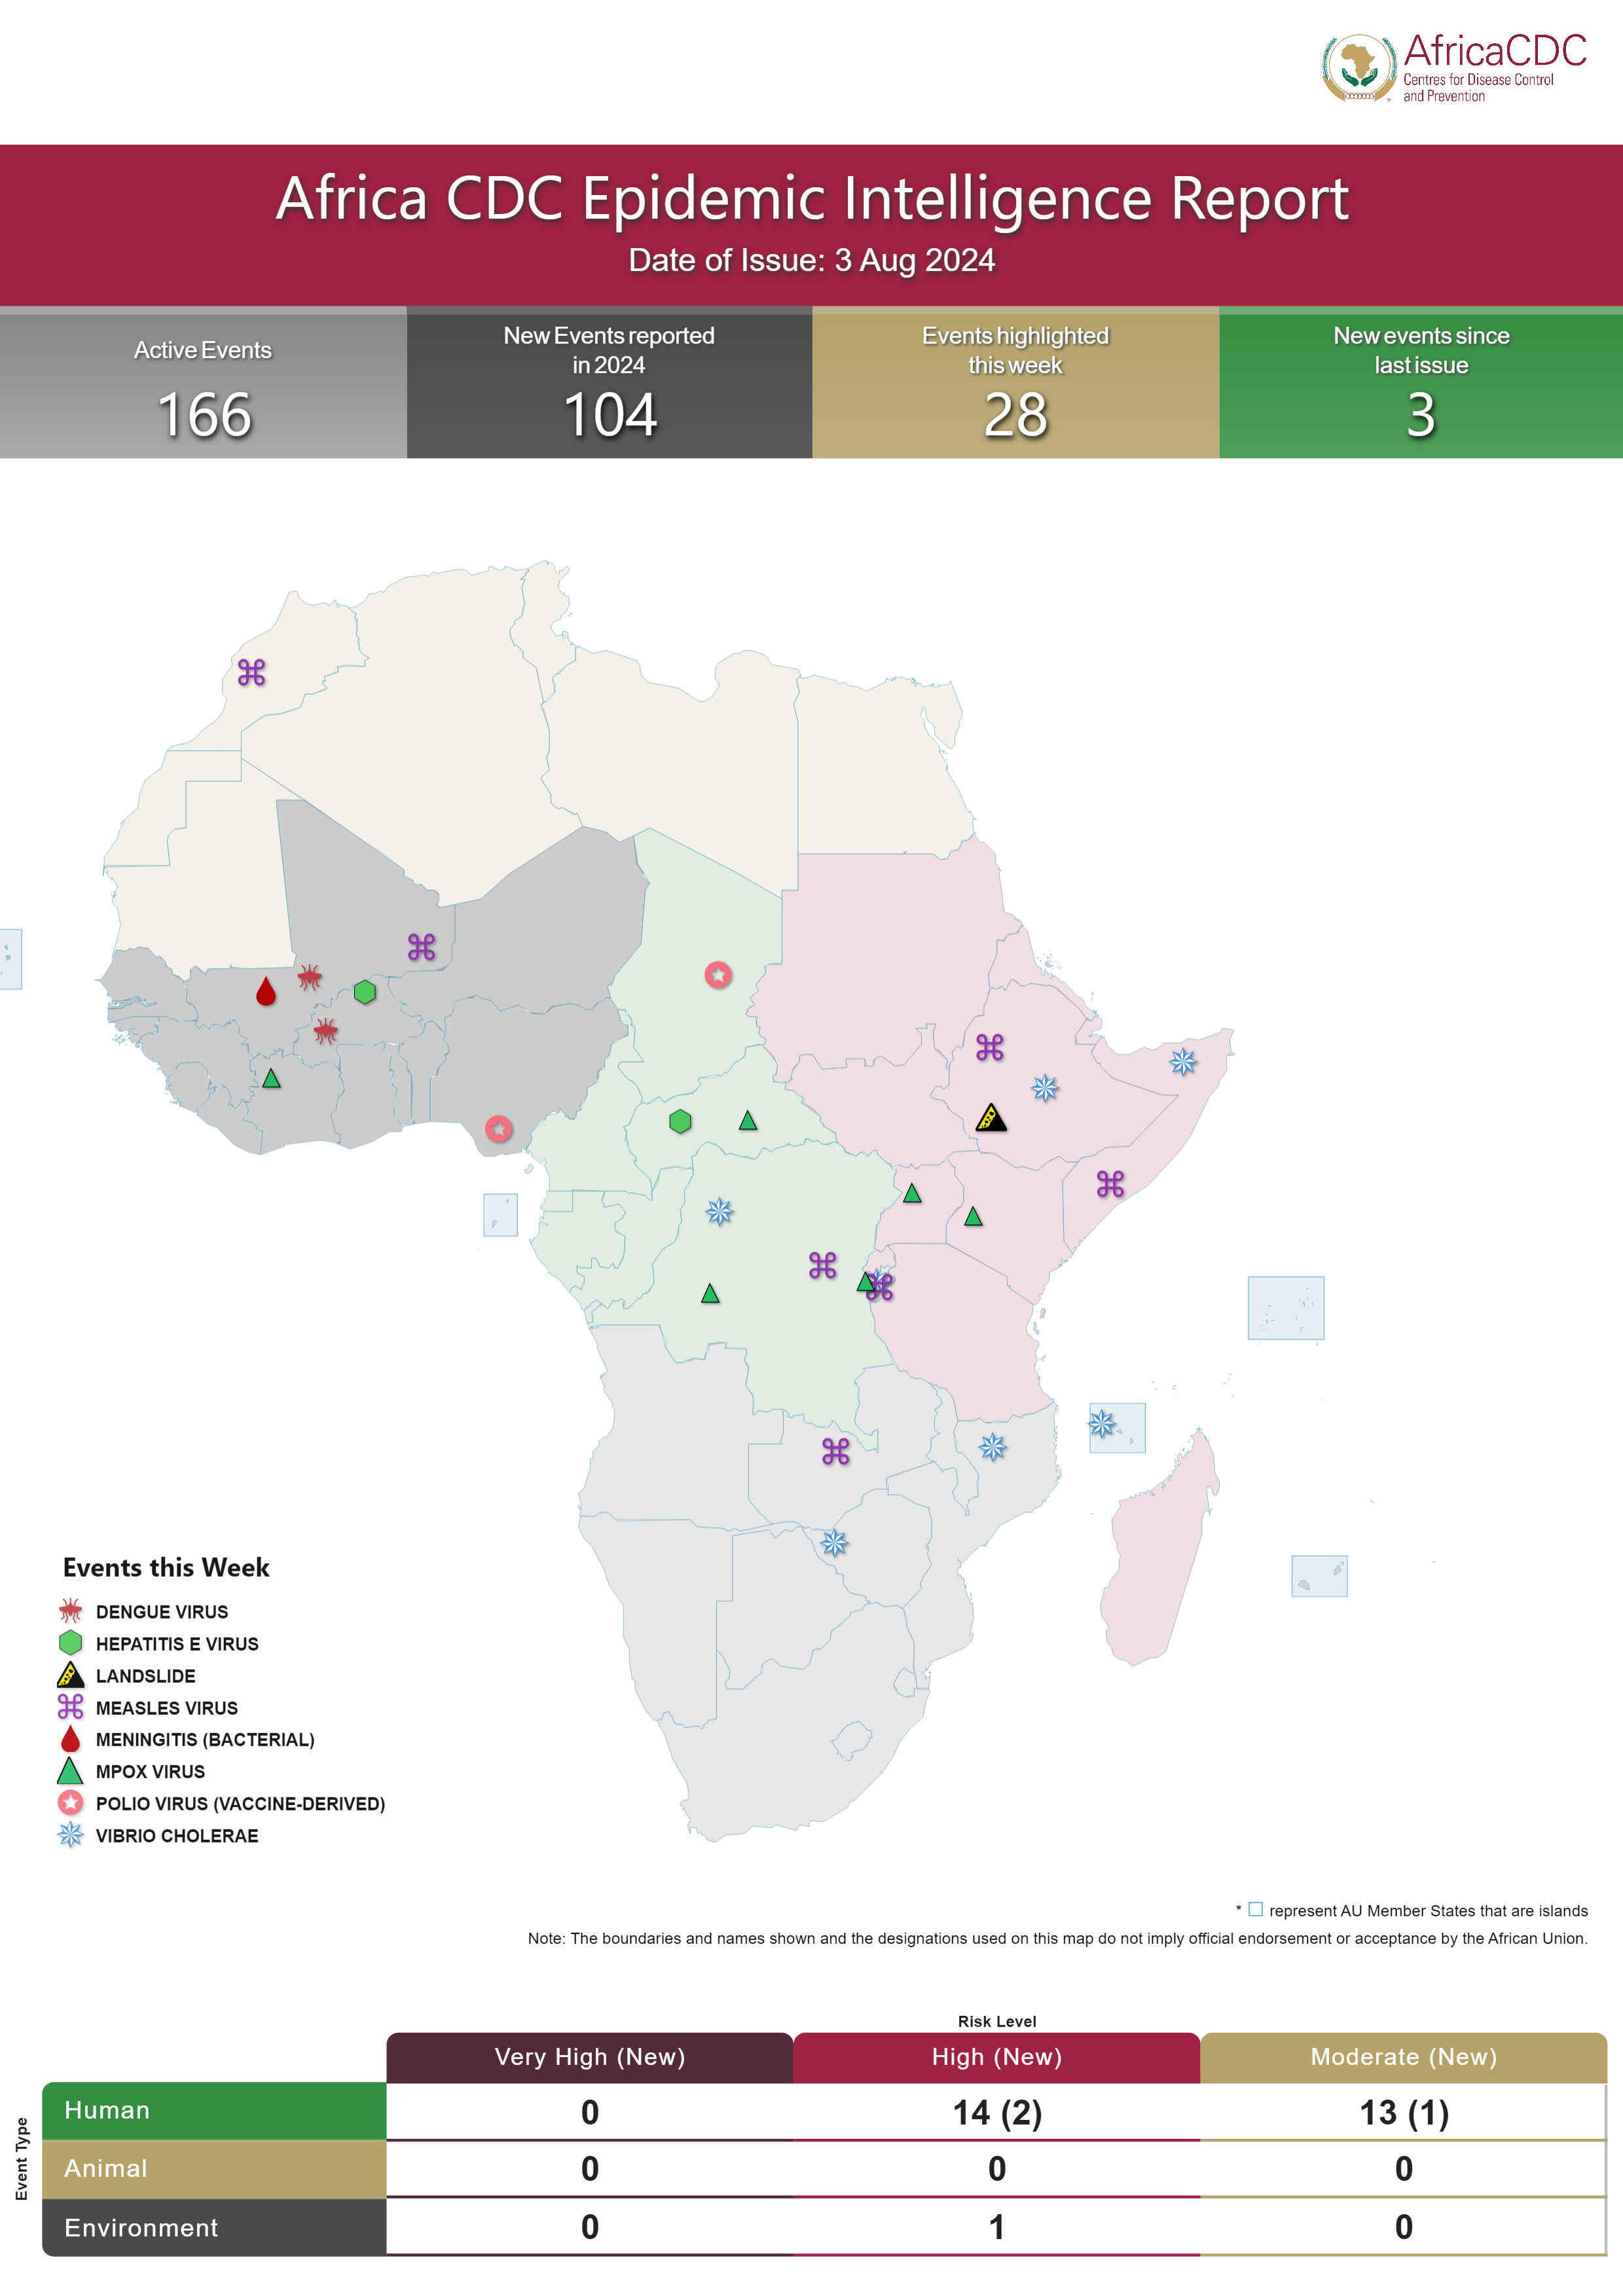 AfricaCDC
Centres for Disease Control
and Prevention
Africa CDC Epidemic Intelligence Report
Date of Issue: 3 Aug 2024
Active Events
166
New Events reported
in 2024
104
Events highlighted
this week
28
New events since
last issue
3
Events this Week
DENGUE VIRUS
HEPATITIS E VIRUS
LANDSLIDE
MEASLES VIRUS
MENINGITIS (BACTERIAL)
MPOX VIRUS
POLIO VIRUS (VACCINE-DERIVED)
VIBRIO CHOLERAE
* represent AU Member States that are islands
Note: The boundaries and names shown and the designations used on this map do not imply official endorsement or acceptance by the African Union.
Risk Level
Very High (New) High (New) Moderate (New)
Event Type
Human 0 14 (2) 13 (1)
Animal 0 0 0
Environment 0 1 0